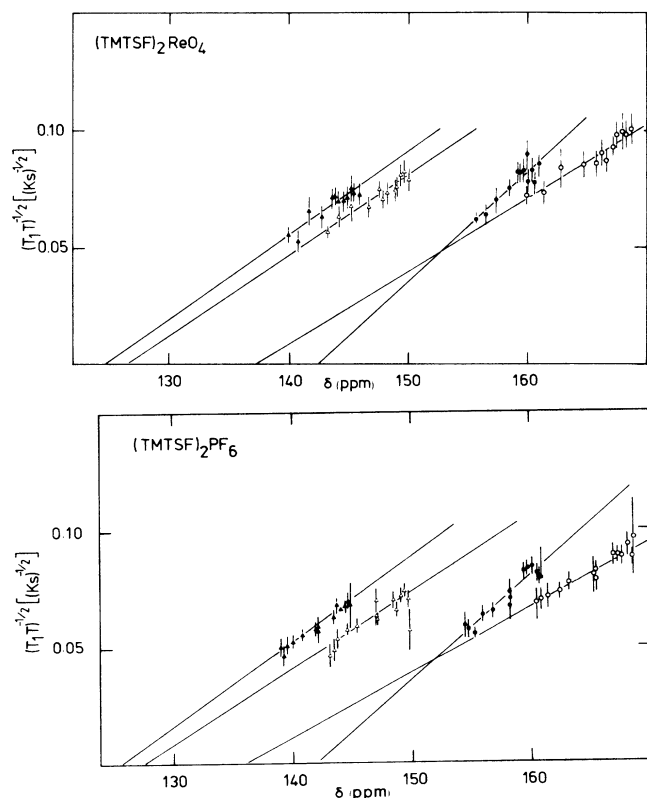 (TMTSF)2ReO4
(T1T)^-1/2 [(Ks)^-1/2]
0.10
0.05
130
140
δ (ppm)
150
160
(TMTSF)2PF6
(T1T)^-1/2 [(Ks)^-1/2]
0.10
0.05
130
140
δ (ppm)
150
160